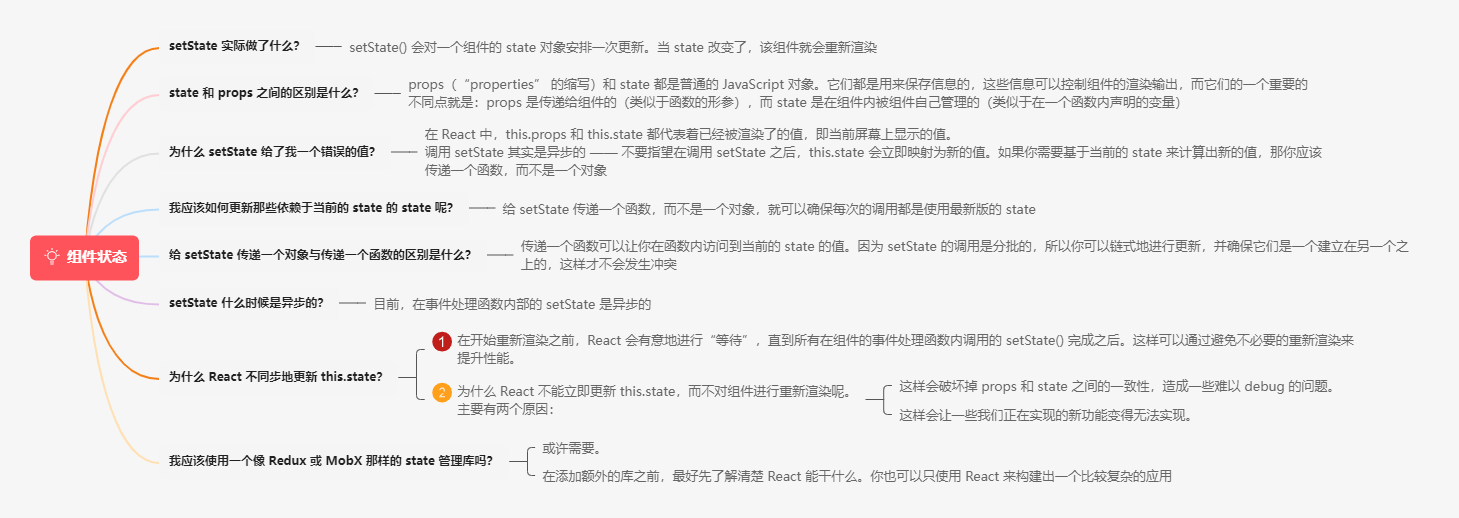 组件状态
setState 实际做了什么?
setState() 会对一个组件的 state 对象安排一次更新。当 state 改变了，该组件就会重新渲染
state 和 props 之间的区别是什么?
props（“properties” 的缩写）和 state 都是普通的 JavaScript 对象。它们都是用来保存信息的，这些信息可以控制组件的渲染输出，而它们的一个重要的
不同点就是：props 是传递给组件的（类似于函数的形参），而 state 是在组件内被组件自己管理的（类似于在一个函数内声明的变量）
为什么 setState 给了我一个错误的值?
在 React 中，this.props 和 this.state 都代表着已经被渲染了的值，即当前屏幕上显示的值。
调用 setState 其实是异步的 —— 不要指望在调用 setState 之后，this.state 会立即映射为新的值。如果你需要基于当前的 state 来计算出新的值，那你应该
传递一个函数，而不是一个对象
我应该如何更新那些依赖于当前的 state 的 state 呢?
给 setState 传递一个函数，而不是一个对象，就可以确保每次的调用都是使用最新版的 state
给 setState 传递一个对象与传递一个函数的区别是什么?
传递一个函数可以让你在函数内访问到当前的 state 的值。因为 setState 的调用是分批的，所以你可以链式地进行更新，并确保它们是一个建立在另一个之
上的，这样才不会发生冲突
setState 什么时候是异步的?
目前，在事件处理函数内部的 setState 是异步的
为什么 React 不同步地更新 this.state?
1 在开始重新渲染之前，React 会有意地进行“等待”，直到所有在组件的事件处理函数内调用的 setState() 完成之后。这样可以通过避免不必要的重新渲染来
提升性能。
2 为什么 React 不能立即更新 this.state，而不对组件进行重新渲染呢。
主要有两个原因：
这样会破坏掉 props 和 state 之间的一致性，造成一些难以 debug 的问题。
这样会让一些我们正在实现的新功能变得无法实现。
我应该使用一个像 Redux 或 MobX 那样的 state 管理库吗?
或许需要。
在添加额外的库之前，最好先了解清楚 React 能干什么。你也可以只使用 React 来构建出一个比较复杂的应用